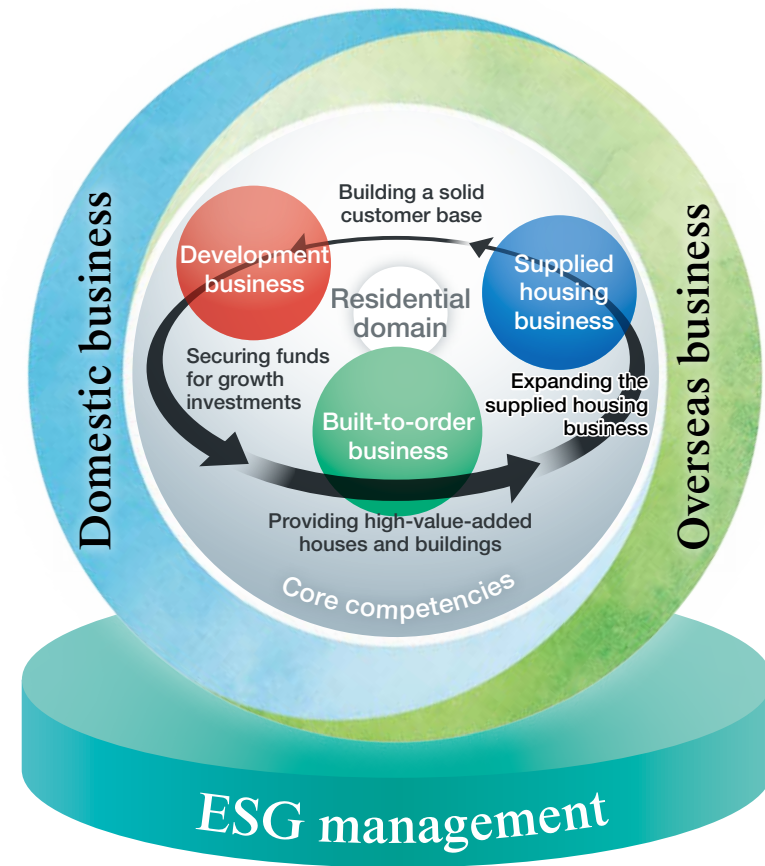 Building a solid
customer base
Development
business
Supplied
housing
business
Residential
domain
Securing funds
for growth
investments
Expanding the
supplied housing
business
Built-to-order
business
Providing high-value-added
houses and buildings
Core competencies
Domestic business
Overseas business
ESG management